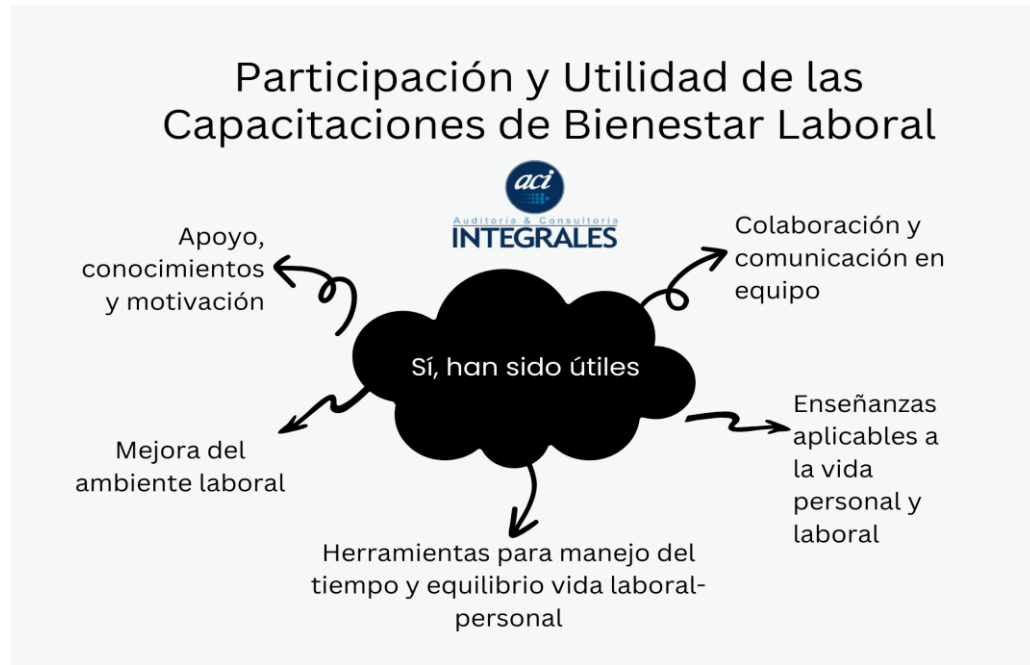 Participación y Utilidad de las
Capacitaciones de Bienestar Laboral
aci
Auditoria & Consultoria
INTEGRALES
Apoyo,
conocimientos
y motivación
Colaboración y
comunicación en
equipo
Sí, han sido útiles
Mejora del
ambiente laboral
Enseñanzas
aplicables a
la vida
personal y
laboral
Herramientas para manejo del
tiempo y equilibrio vida laboral-
personal